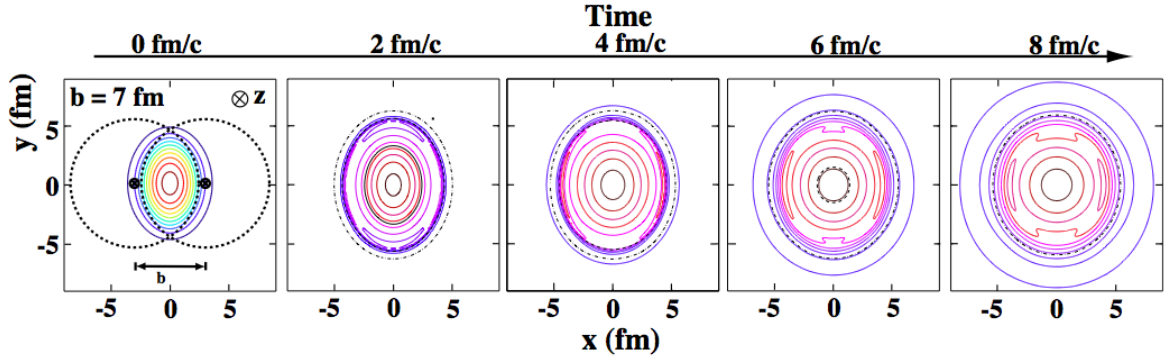 Time
0 fm/c 2 fm/c 4 fm/c 6 fm/c 8 fm/c
b = 7 fm ⊗ z
y (fm)
5
0
-5
b
-5 0 5 -5 0 5 -5 0 5 -5 0 5 -5 0 5
x (fm)